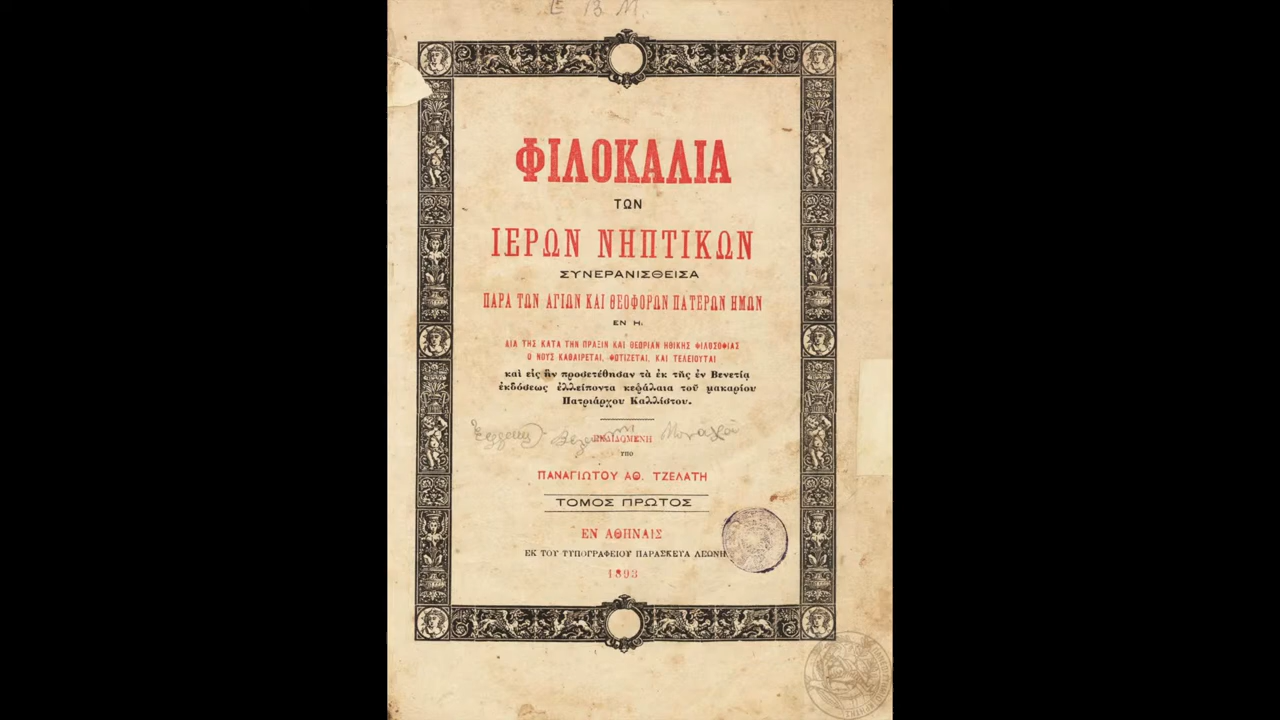 Ε Β Μ.
ΦΙΛΟΚΑΛΙΑ
ΤΩΝ
ΙΕΡΩΝ ΝΗΠΤΙΚΩΝ
ΣΥΝΕΡΑΝΙΣΘΕΙΣΑ
ΠΑΡΑ ΤΩΝ ΑΓΙΩΝ ΚΑΙ ΘΕΟΦΟΡΩΝ ΠΑΤΕΡΩΝ ΗΜΩΝ
ΕΝ Η.
ΔΙΑ ΤΗΣ ΚΑΤΑ ΤΗΝ ΠΡΑΞΙΝ ΚΑΙ ΘΕΩΡΙΑΝ ΗΘΙΚΗΣ ΦΙΛΟΣΟΦΙΑΣ
Ο ΝΟΥΣ ΚΑΘΑΙΡΕΤΑΙ, ΦΩΤΙΖΕΤΑΙ, ΚΑΙ ΤΕΛΕΙΟΥΤΑΙ
καὶ εἰς ἣν προσετέθησαν τὰ ἐκ τῆς ἐν Βενετίᾳ
ἐκδόσεως ἐλλείποντα κεφάλαια τοῦ μακαρίου
Πατριάρχου Καλλίστου.
Μοναχοῦ
ΕΚΔΙΔΟΜΕΝΗ
ΥΠΟ
ΠΑΝΑΓΙΩΤΟΥ ΑΘ. ΤΖΕΛΑΤΗ
ΤΟΜΟΣ ΠΡΩΤΟΣ
ΕΝ ΑΘΗΝΑΙΣ
ΕΚ ΤΟΥ ΤΥΠΟΓΡΑΦΕΙΟΥ ΠΑΡΑΣΚΕΥΑ ΛΕΩΝΗ
1893